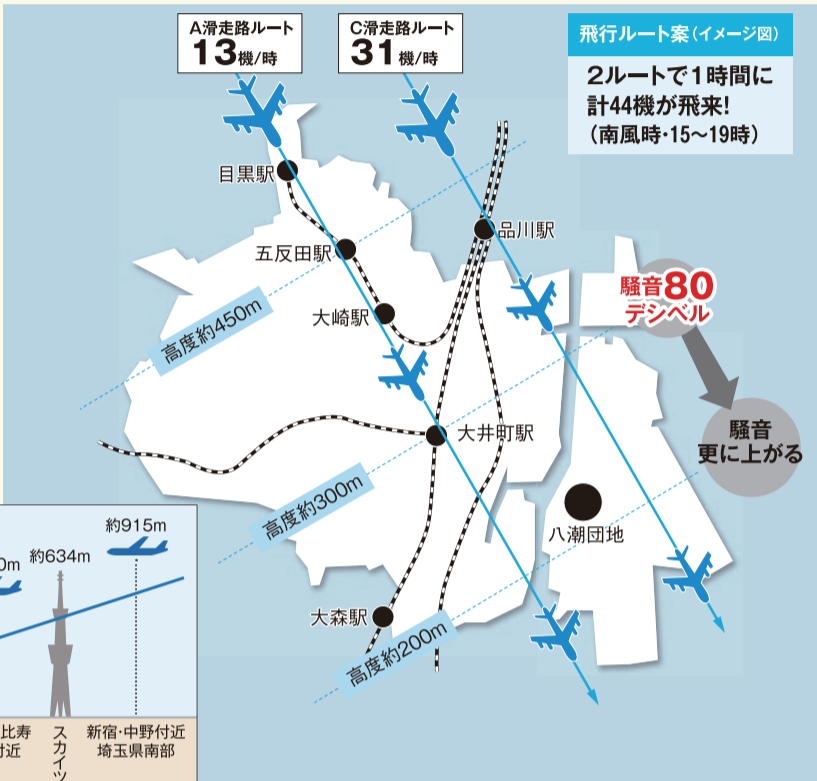 A滑走路ルート
13機/時
C滑走路ルート
31機/時
飛行ルート案(イメージ図)
2ルートで1時間に
計44機が飛来!
(南風時・15〜19時)
目黒駅
品川駅
五反田駅
騒音80
デシベル
大崎駅
高度約450m
大井町駅
騒音
更に上がる
高度約300m
八潮団地
大森駅
高度約200m
約915m
約634m
0m
比寿
付近
スカイツ
新宿・中野付近
埼玉県南部